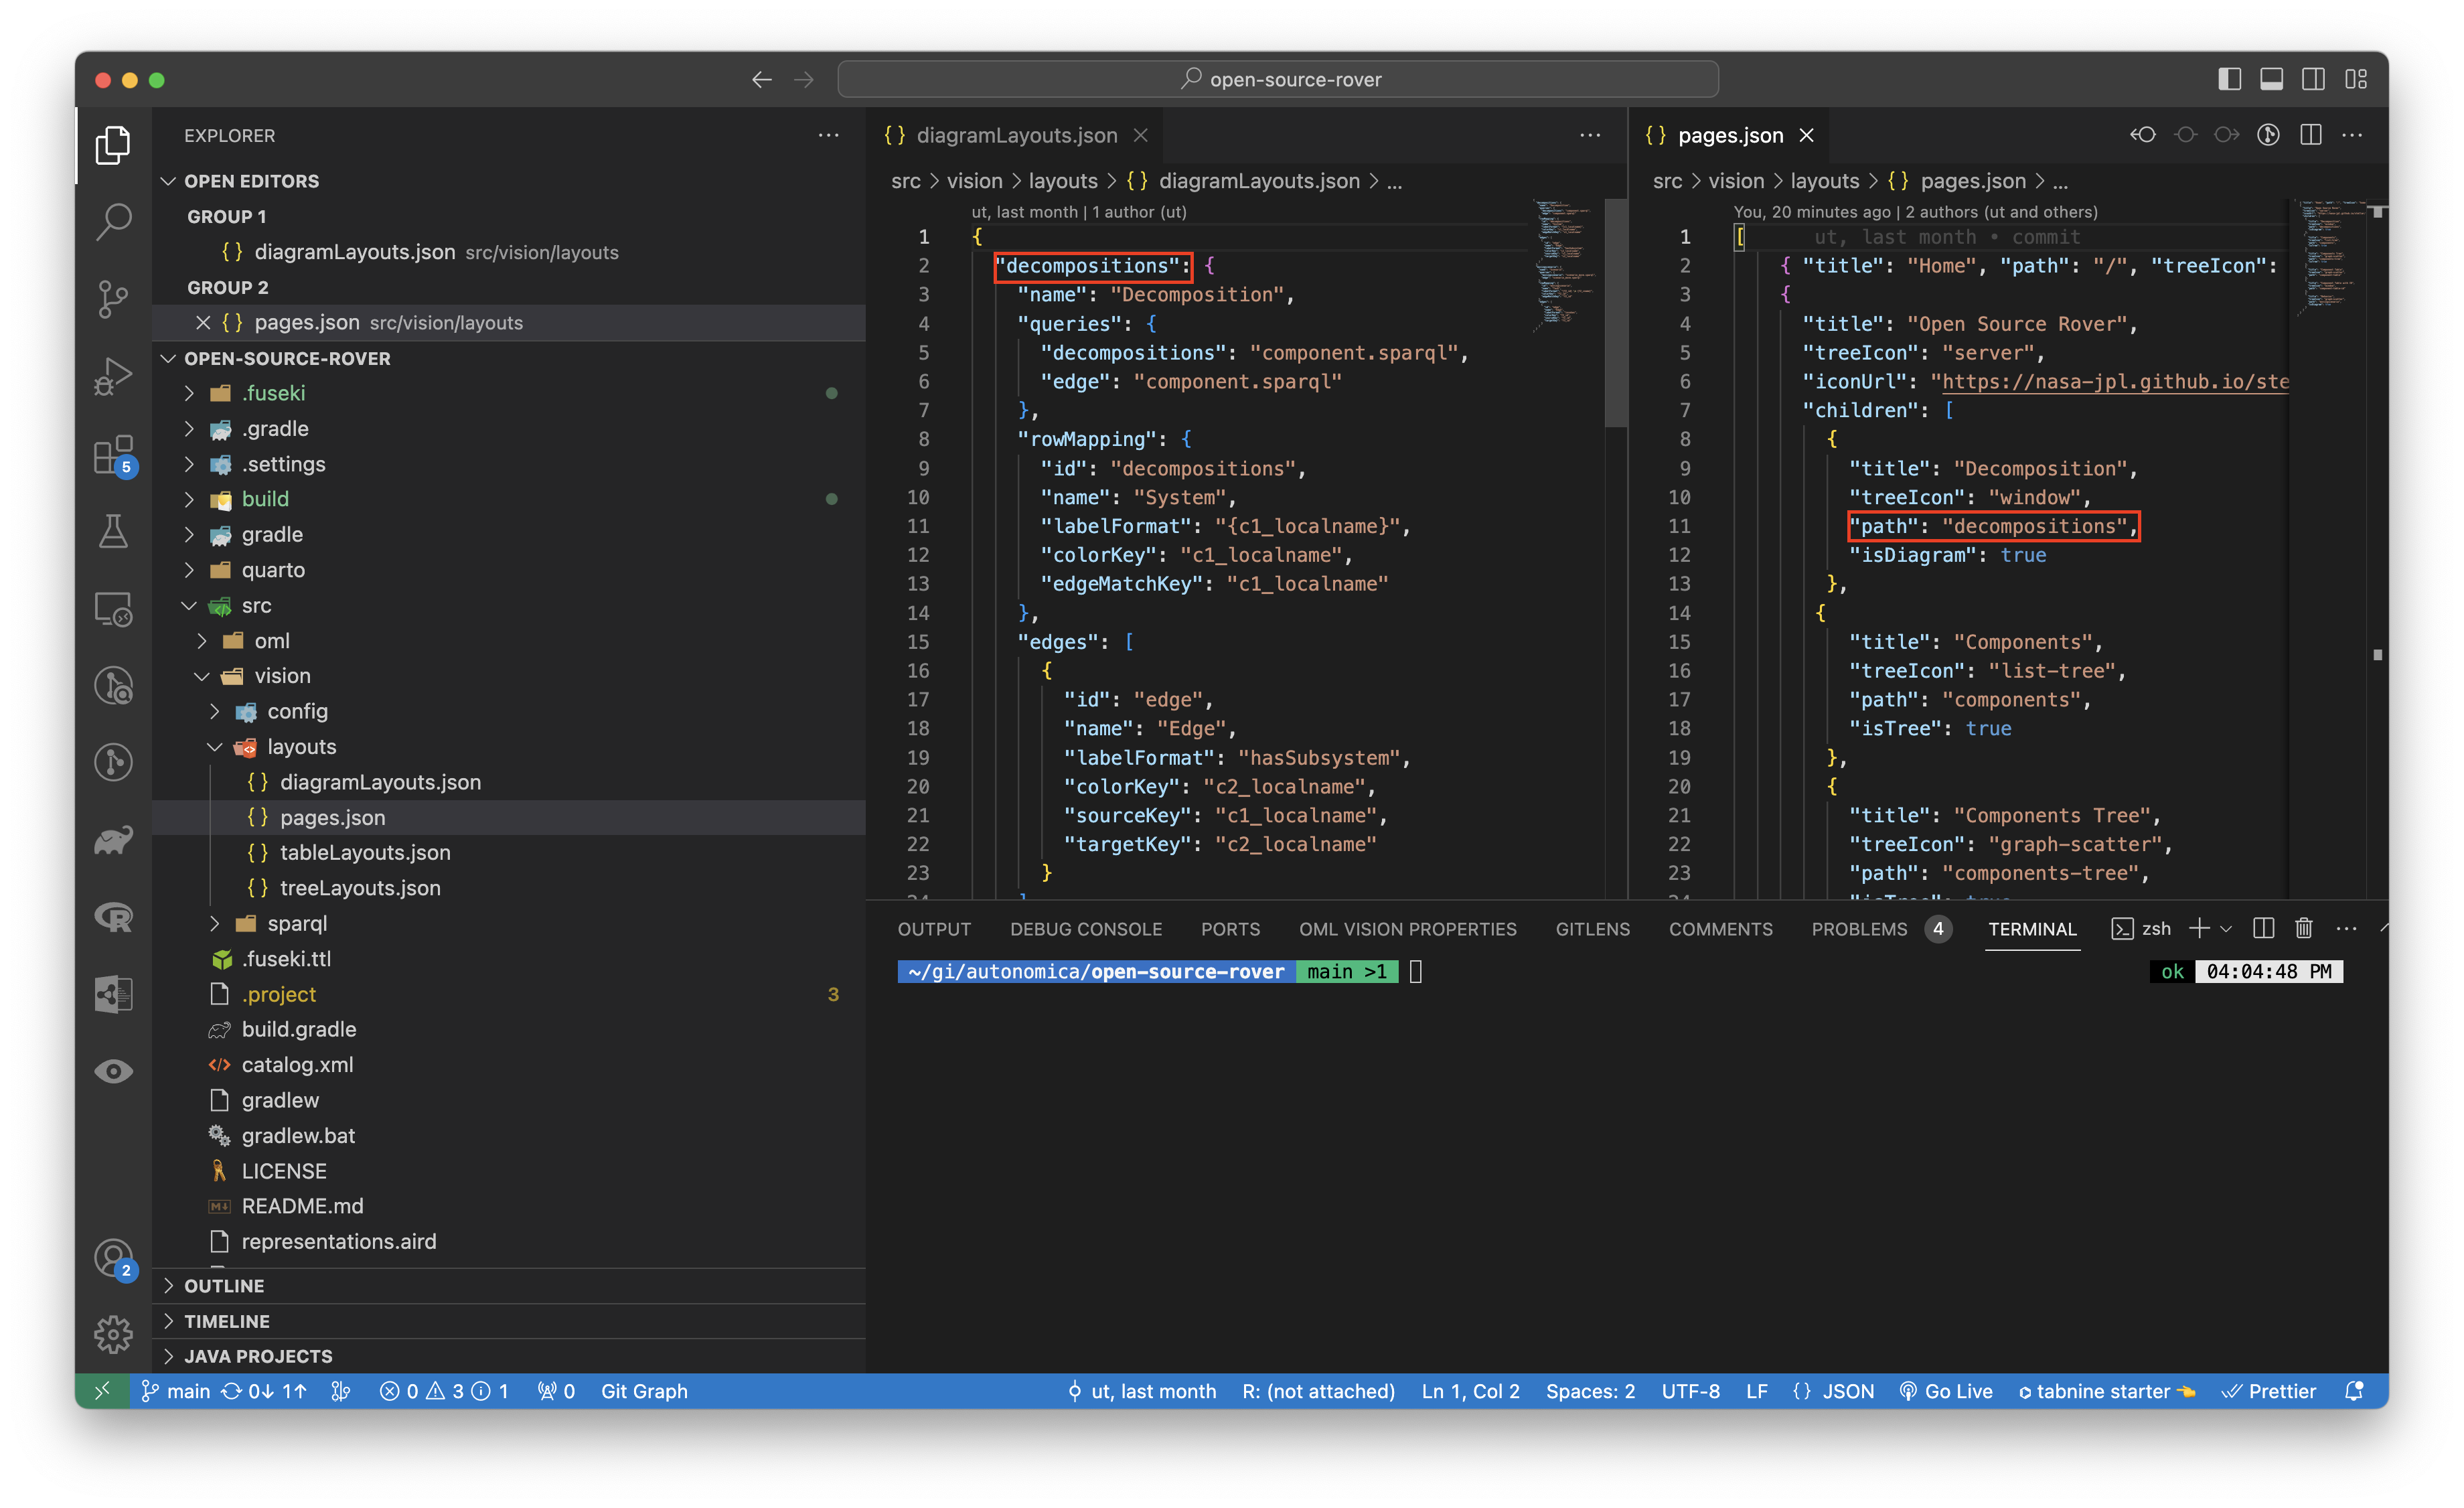 open-source-rover
EXPLORER
OPEN EDITORS
GROUP 1
{} diagramLayouts.json src/vision/layouts
GROUP 2
{} pages.json src/vision/layouts
OPEN-SOURCE-ROVER
.fuseki
.gradle
.settings
build
gradle
quarto
src
oml
vision
config
layouts
{} diagramLayouts.json
{} pages.json
{} tableLayouts.json
{} treeLayouts.json
sparql
.fuseki.ttl
.project 3
build.gradle
catalog.xml
gradlew
gradlew.bat
LICENSE
README.md
representations.aird
OUTLINE
TIMELINE
JAVA PROJECTS
5
2
{} diagramLayouts.json
src > vision > layouts > {} diagramLayouts.json > ...
ut, last month | 1 author (ut)
1 {
2 "decompositions": {
3 "name": "Decomposition",
4 "queries": {
5 "decompositions": "component.sparql",
6 "edge": "component.sparql"
7 },
8 "rowMapping": {
9 "id": "decompositions",
10 "name": "System",
11 "labelFormat": "{c1_localname}",
12 "colorKey": "c1_localname",
13 "edgeMatchKey": "c1_localname"
14 },
15 "edges": [
16 {
17 "id": "edge",
18 "name": "Edge",
19 "labelFormat": "hasSubsystem",
20 "colorKey": "c2_localname",
21 "sourceKey": "c1_localname",
22 "targetKey": "c2_localname"
23 }
{} pages.json
src > vision > layouts > {} pages.json > ...
You, 20 minutes ago | 2 authors (ut and others)
1 [ ut, last month • commit
2 { "title": "Home", "path": "/", "treeIcon":
3 {
4 "title": "Open Source Rover",
5 "treeIcon": "server",
6 "iconUrl": "https://nasa-jpl.github.io/ste
7 "children": [
8 {
9 "title": "Decomposition",
10 "treeIcon": "window",
11 "path": "decompositions",
12 "isDiagram": true
13 },
14 {
15 "title": "Components",
16 "treeIcon": "list-tree",
17 "path": "components",
18 "isTree": true
19 },
20 {
21 "title": "Components Tree",
22 "treeIcon": "graph-scatter",
23 "path": "components-tree",
OUTPUT DEBUG CONSOLE PORTS OML VISION PROPERTIES GITLENS COMMENTS PROBLEMS 4 TERMINAL zsh
~/gi/autonomica/open-source-rover main >1 ok 04:04:48 PM
main 0↓ 1↑ 0 3 1 0 Git Graph ut, last month R: (not attached) Ln 1, Col 2 Spaces: 2 UTF-8 LF {} JSON Go Live tabnine starter Prettier